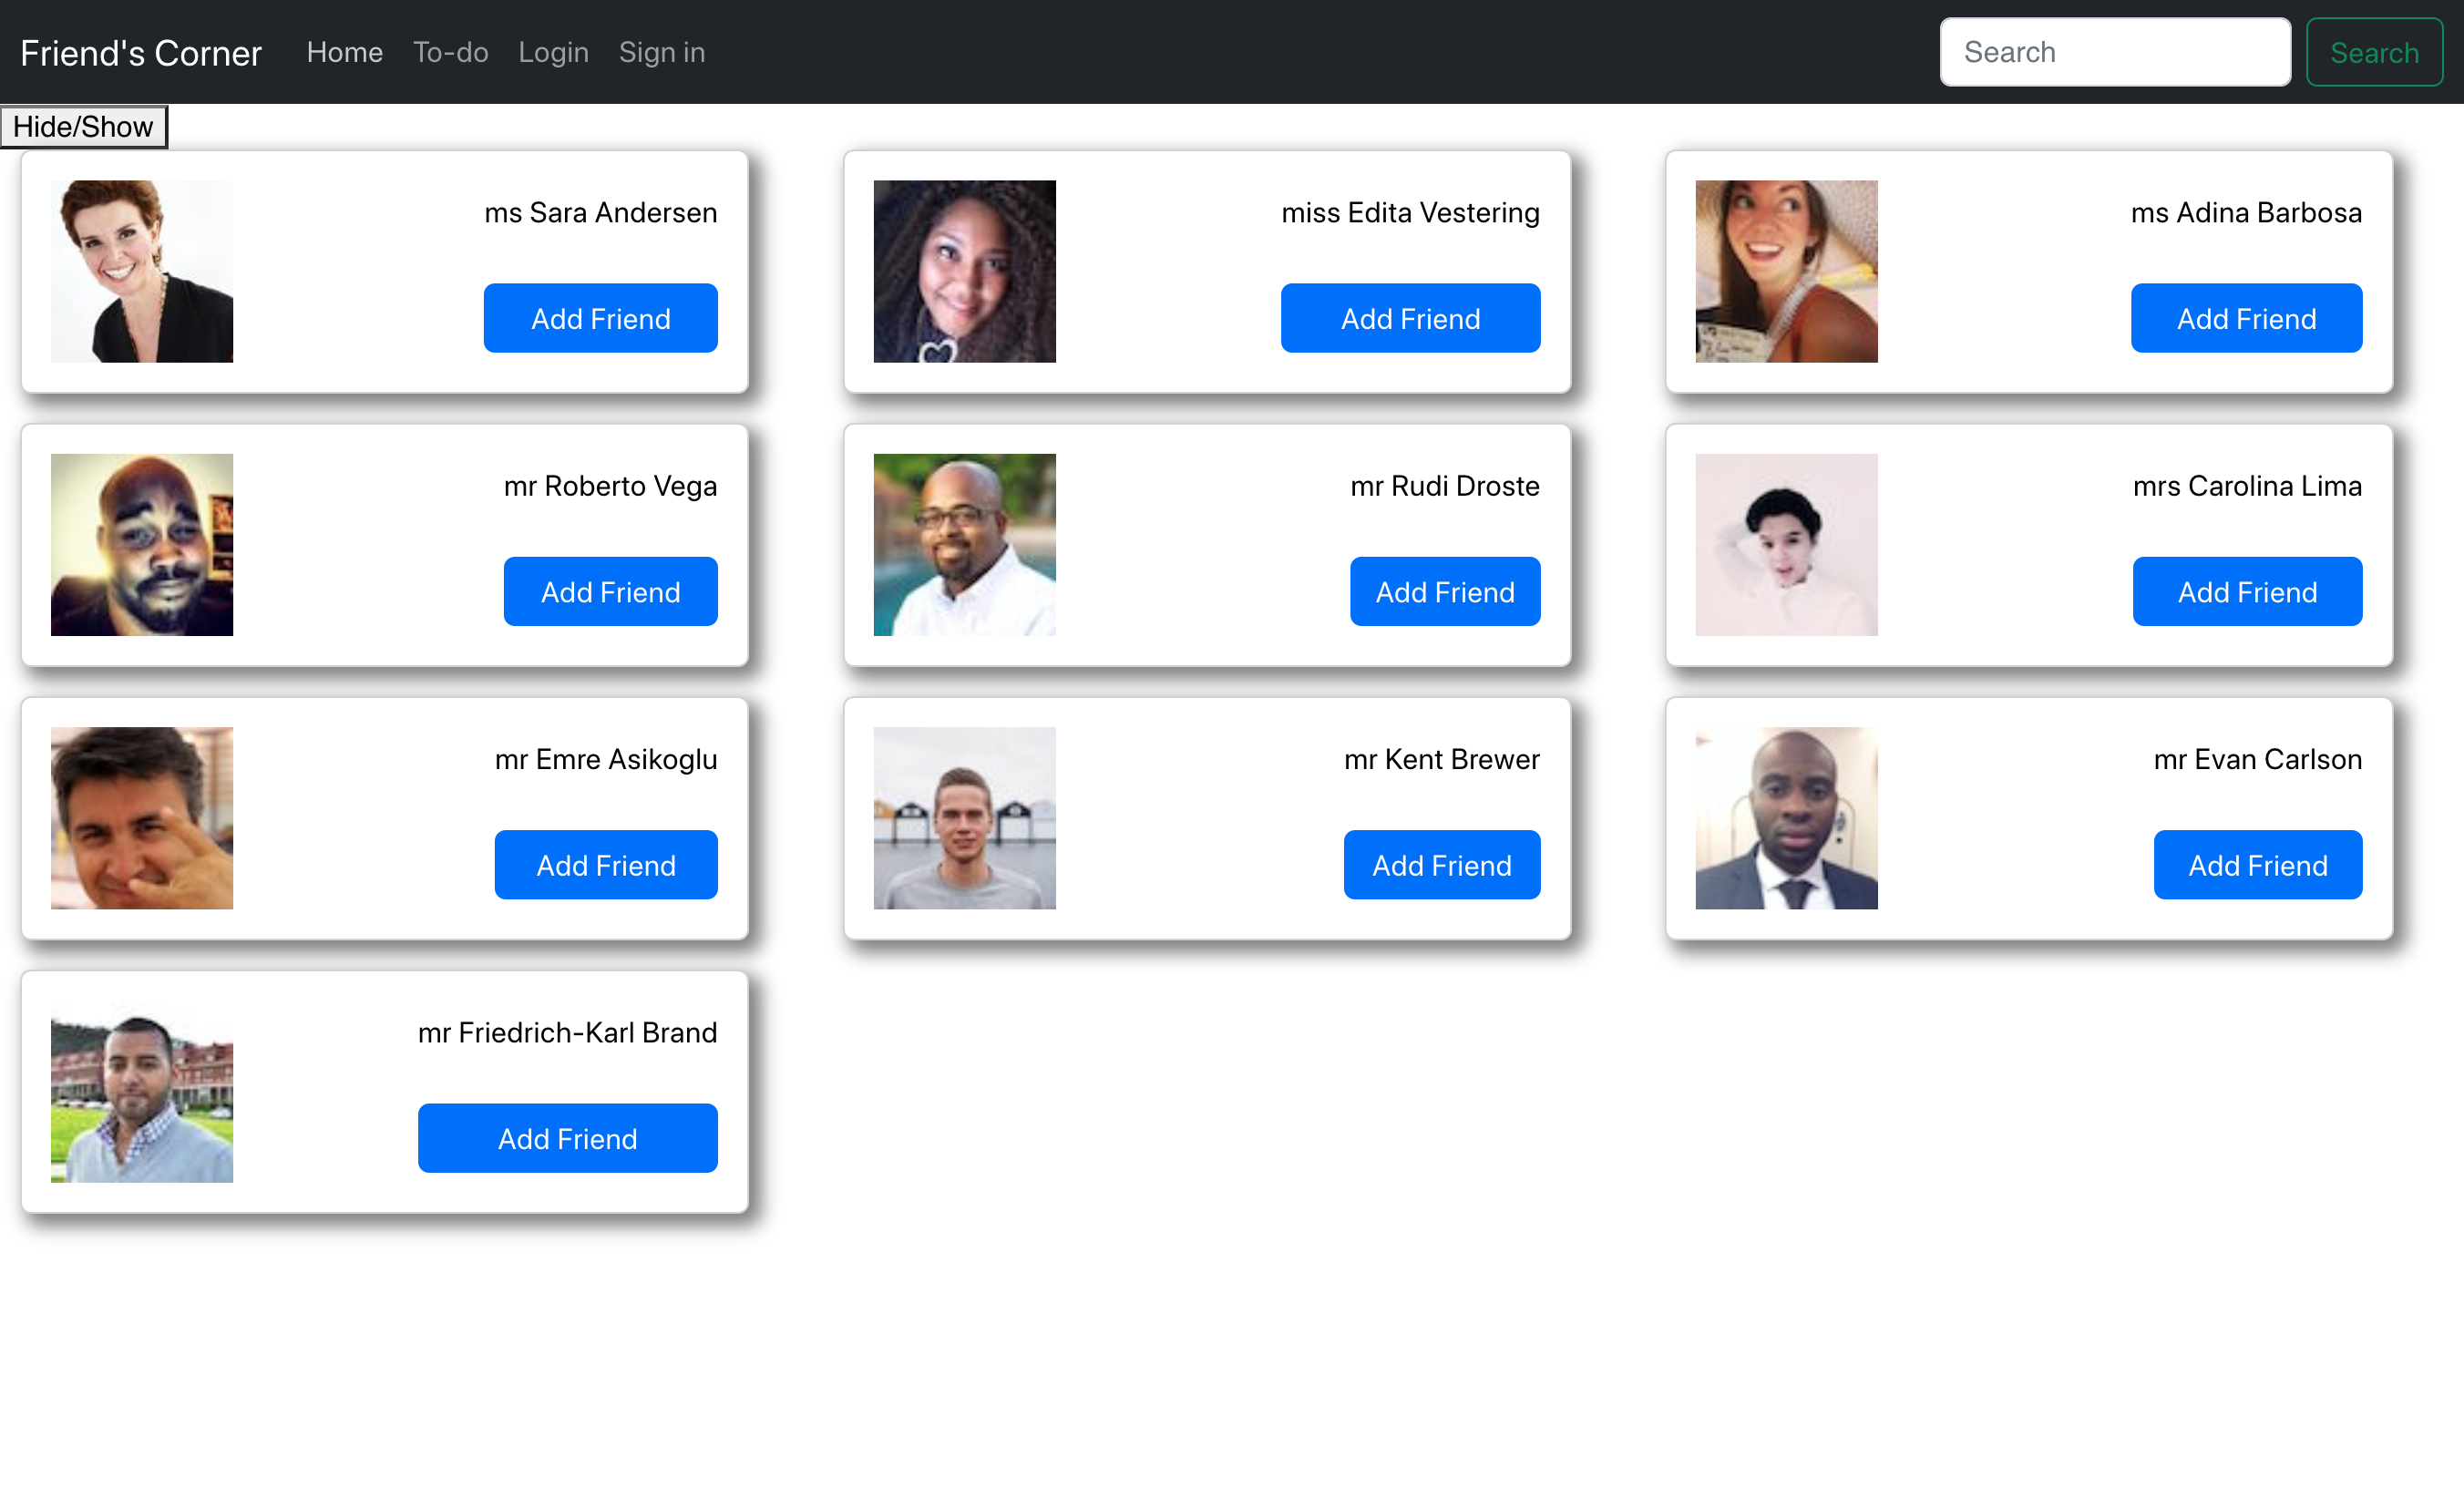 Friend's Corner Home To-do Login Sign in Search Search
Hide/Show
ms Sara Andersen
Add Friend
miss Edita Vestering
Add Friend
ms Adina Barbosa
Add Friend
mr Roberto Vega
Add Friend
mr Rudi Droste
Add Friend
mrs Carolina Lima
Add Friend
mr Emre Asikoglu
Add Friend
mr Kent Brewer
Add Friend
mr Evan Carlson
Add Friend
mr Friedrich-Karl Brand
Add Friend